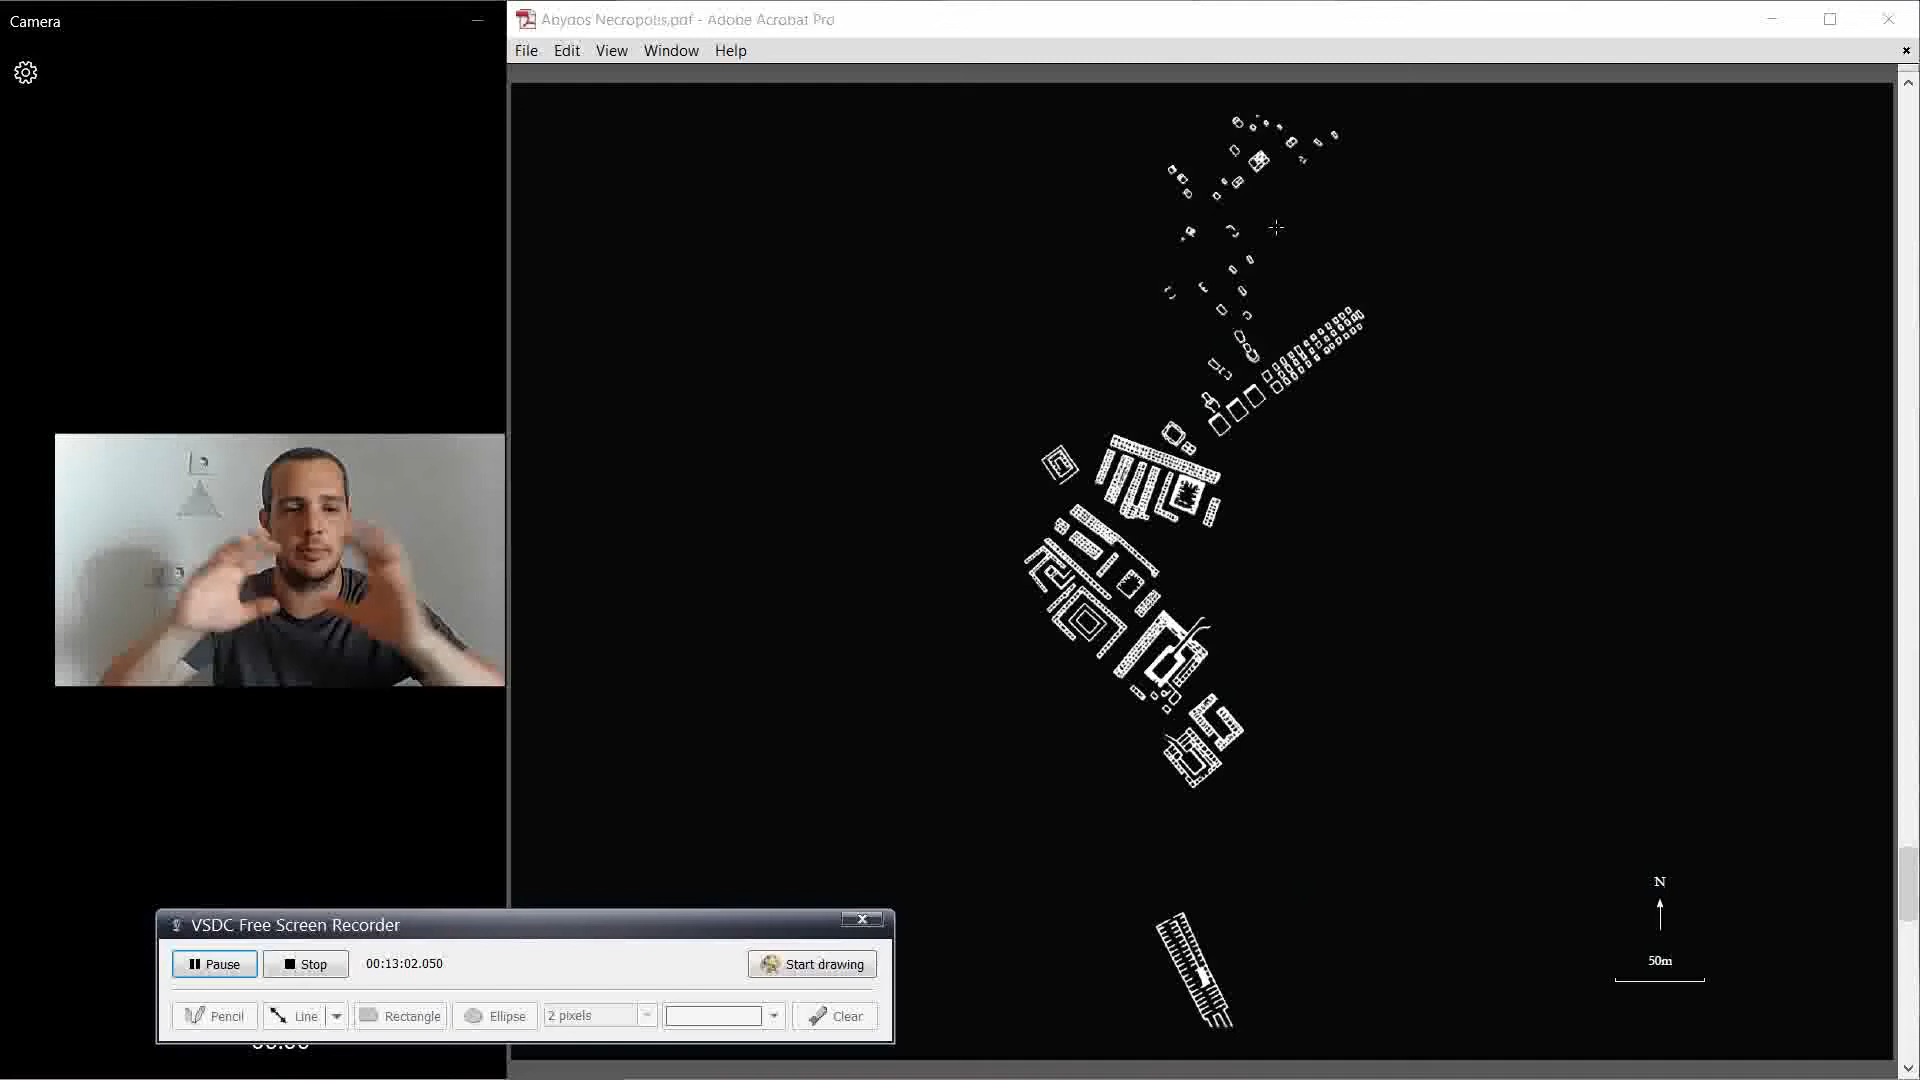 Camera
Abydos Necropolis.pdf - Adobe Acrobat Pro
File Edit View Window Help
N
50m
VSDC Free Screen Recorder
Pause Stop 00:13:02.050 Start drawing
Pencil Line Rectangle Ellipse 2 pixels Clear